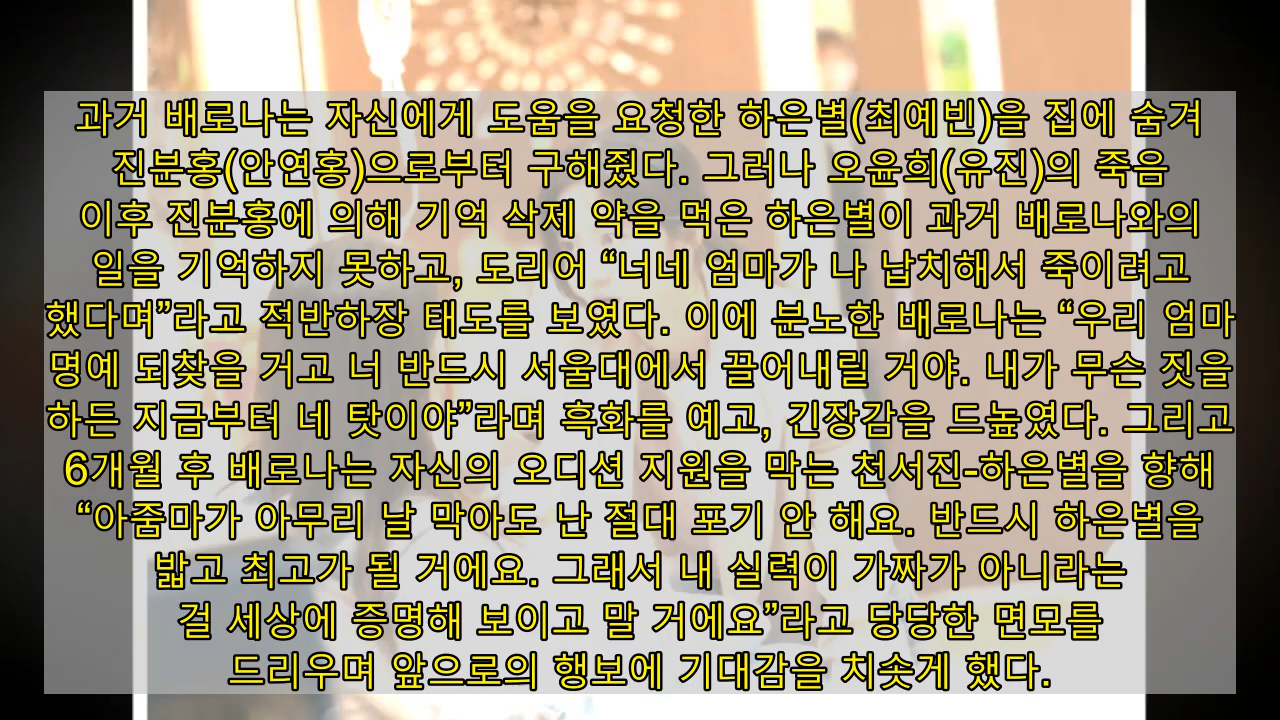 과거 배로나는 자신에게 도움을 요청한 하은별(최예빈)을 집에 숨겨
진분홍(안연홍)으로부터 구해줬다. 그러나 오윤희(유진)의 죽음
이후 진분홍에 의해 기억 삭제 약을 먹은 하은별이 과거 배로나와의
일을 기억하지 못하고, 도리어 “너네 엄마가 나 납치해서 죽이려고
했다며”라고 적반하장 태도를 보였다. 이에 분노한 배로나는 “우리 엄마
명예 되찾을 거고 너 반드시 서울대에서 끌어내릴 거야. 내가 무슨 짓을
하든 지금부터 네 탓이야”라며 흑화를 예고, 긴장감을 드높였다. 그리고
6개월 후 배로나는 자신의 오디션 지원을 막는 천서진-하은별을 향해
“아줌마가 아무리 날 막아도 난 절대 포기 안 해요. 반드시 하은별을
밟고 최고가 될 거에요. 그래서 내 실력이 가짜가 아니라는
걸 세상에 증명해 보이고 말 거에요”라고 당당한 면모를
드리우며 앞으로의 행보에 기대감을 치솟게 했다.